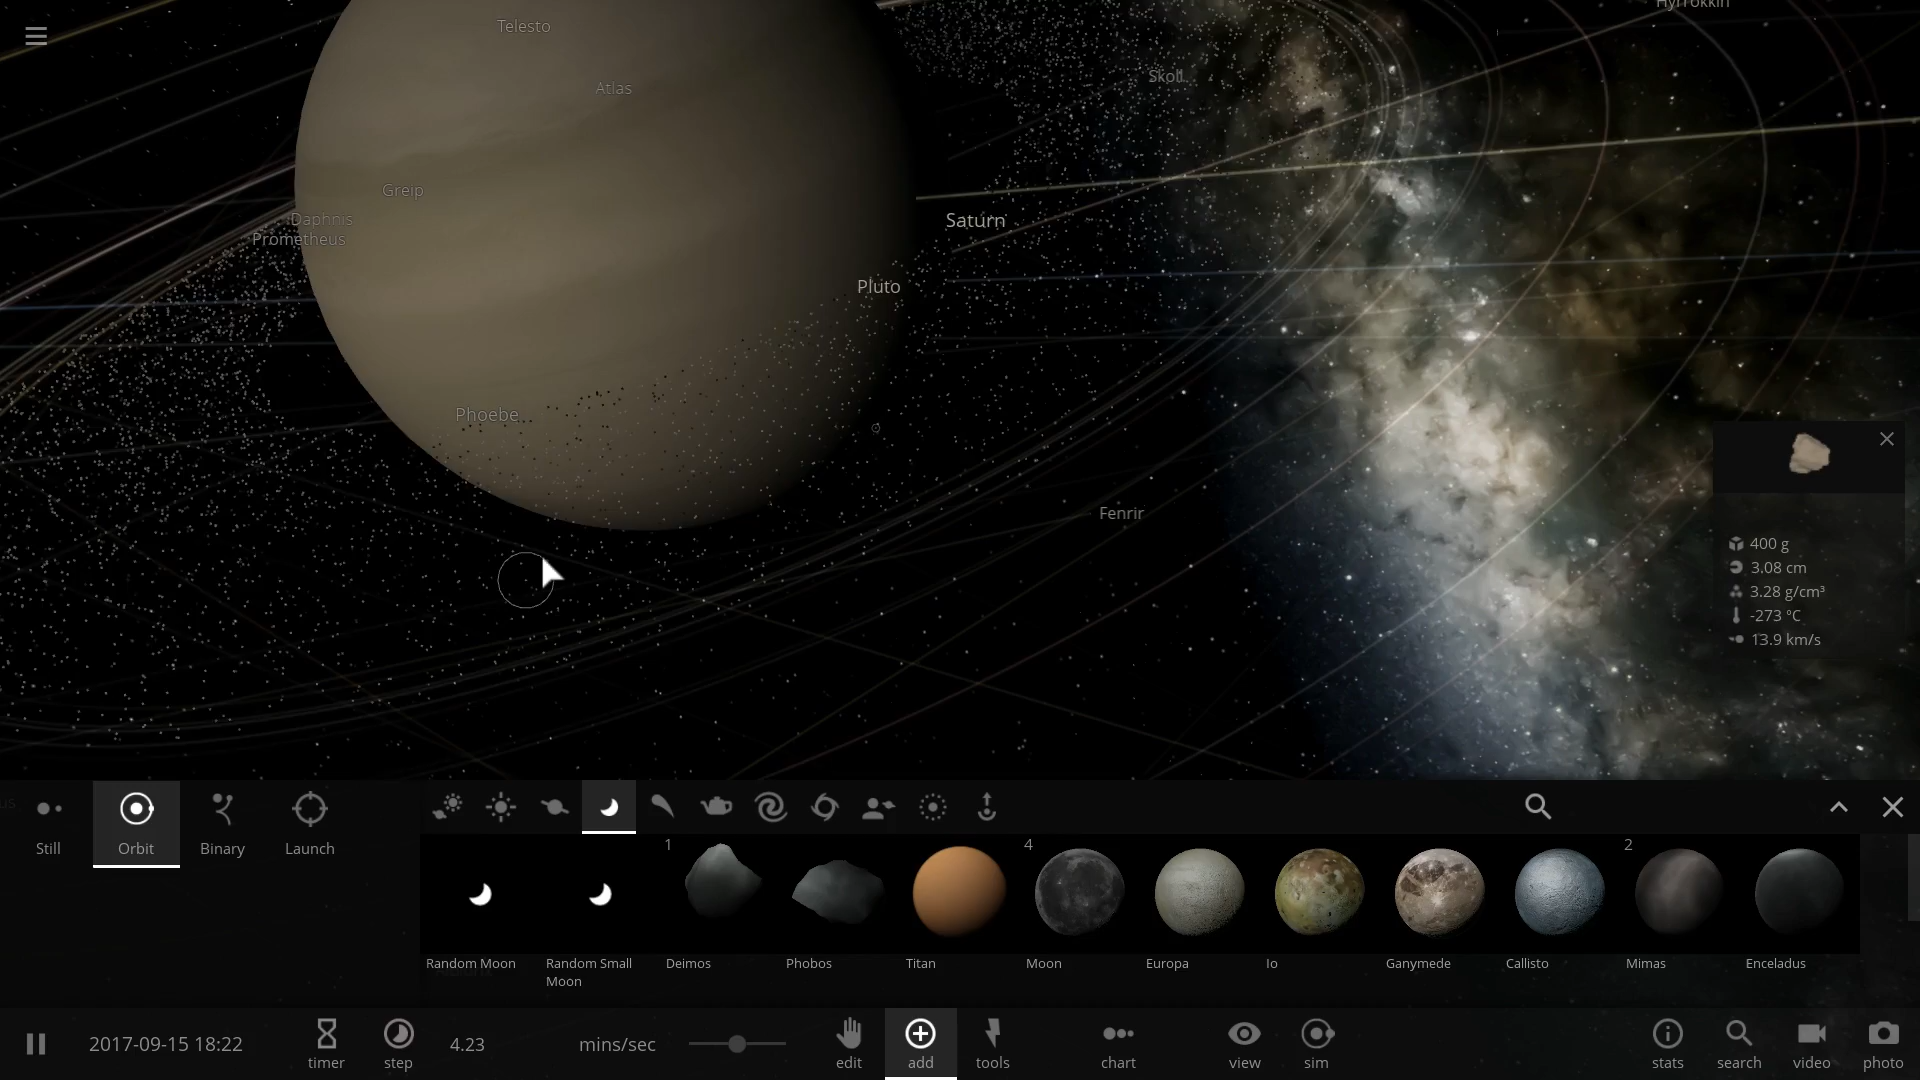 Telesto
Hyrrokkin
Atlas
Skoll
Greip
Daphnis
Prometheus
Saturn
Pluto
Phoebe
Fenrir
400 g
3.08 cm
3.28 g/cm³
-273 °C
13.9 km/s
Still
Orbit
Binary
Launch
1
4
2
Random Moon
Random Small
Moon
Deimos
Phobos
Titan
Moon
Europa
Io
Ganymede
Callisto
Mimas
Enceladus
2017-09-15 18:22
timer
step
4.23
mins/sec
edit
add
tools
chart
view
sim
stats
search
video
photo